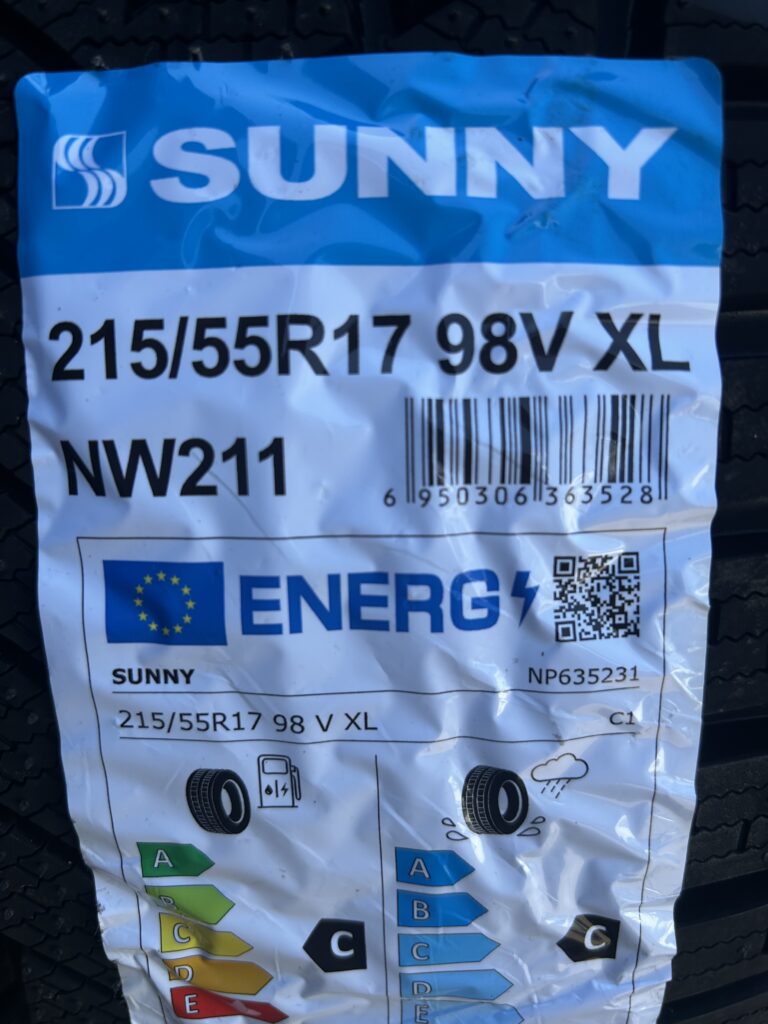 SUNNY
215/55R17 98V XL
NW211
6 950306 363528
ENERG
SUNNY NP635231
215/55R17 98 V XL C1
A A
B B
C C C C
D D
E E